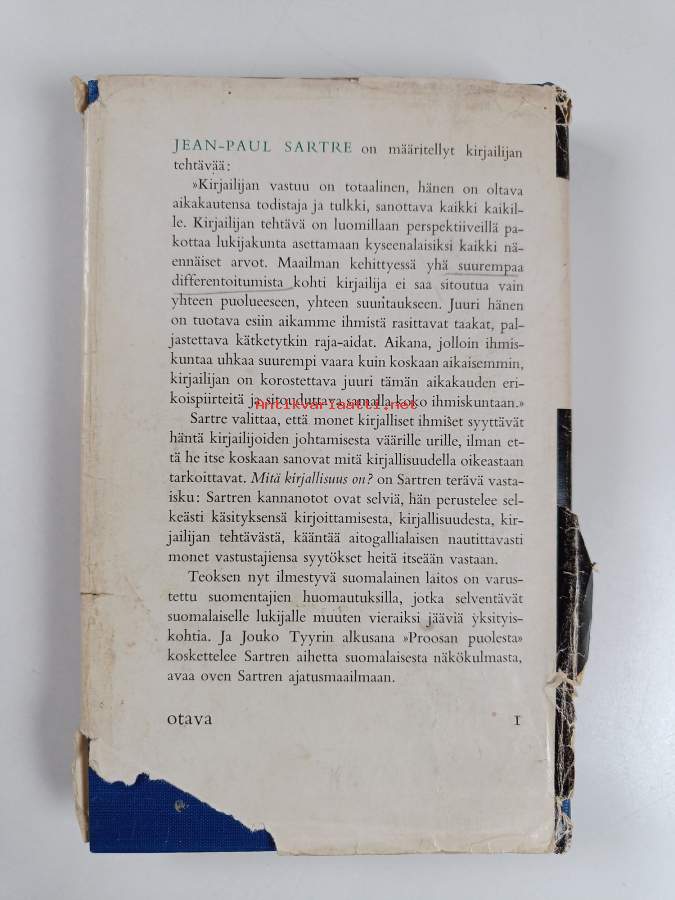 JEAN-PAUL SARTRE on määritellyt kirjailijan
tehtävää:
»Kirjailijan vastuu on totaalinen, hänen on oltava
aikakautensa todistaja ja tulkki, sanottava kaikki kaikil-
le. Kirjailijan tehtävä on luomillaan perspektiiveillä pa-
kottaa lukijakunta asettamaan kyseenalaisiksi kaikki nä-
ennäiset arvot. Maailman kehittyessä yhä suurempaa
differentoitumista kohti kirjailija ei saa sitoutua vain
yhteen puolueeseen, yhteen suuntaukseen. Juuri hänen
on tuotava esiin aikamme ihmistä rasittavat taakat, pal-
jastettava kätketytkin raja-aidat. Aikana, jolloin ihmis-
kuntaa uhkaa suurempi vaara kuin koskaan aikaisemmin,
kirjailijan on korostettava juuri tämän aikakauden eri-
koispiirteitä ja sitouduttava samalla koko ihmiskuntaan.»
Antikvariaatti.net
Sartre valittaa, että monet kirjalliset ihmiset syyttävät
häntä kirjailijoiden johtamisesta väärille urille, ilman et-
tä he itse koskaan sanovat mitä kirjallisuudella oikeastaan
tarkoittavat. Mitä kirjallisuus on? on Sartren terävä vasta-
isku: Sartren kannanotot ovat selviä, hän perustelee sel-
keästi käsityksensä kirjoittamisesta, kirjallisuudesta, kir-
jailijan tehtävästä, kääntää aitogallialaisen nautittavasti
monet vastustajiensa syytökset heitä itseään vastaan.
Teoksen nyt ilmestyvä suomalainen laitos on varus-
tettu suomentajien huomautuksilla, jotka selventävät
suomalaiselle lukijalle muuten vieraiksi jääviä yksityis-
kohtia. Ja Jouko Tyyrin alkusana »Proosan puolesta»
koskettelee Sartren aihetta suomalaisesta näkökulmasta,
avaa oven Sartren ajatusmaailmaan.
otava 1